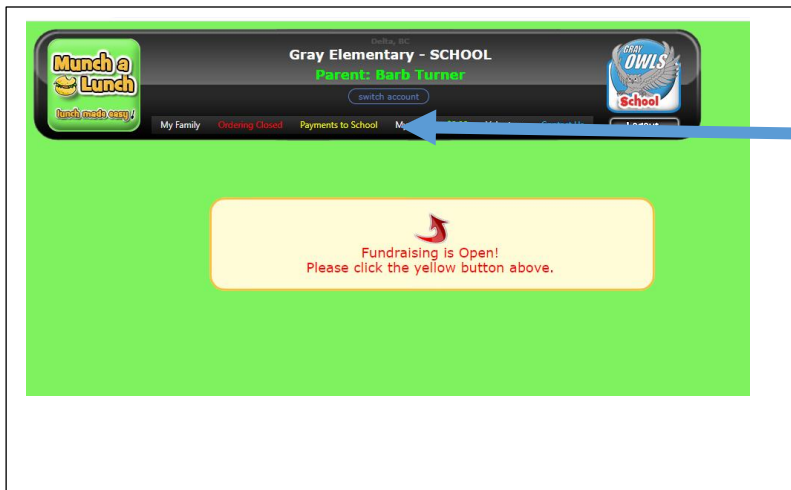 Delta, BC
Gray Elementary - SCHOOL
Parent: Barb Turner
switch account
Munch a
Lunch
lunch made easy!
GRAY
OWLS
School
My Family Ordering Closed Payments to School
Fundraising is Open!
Please click the yellow button above.